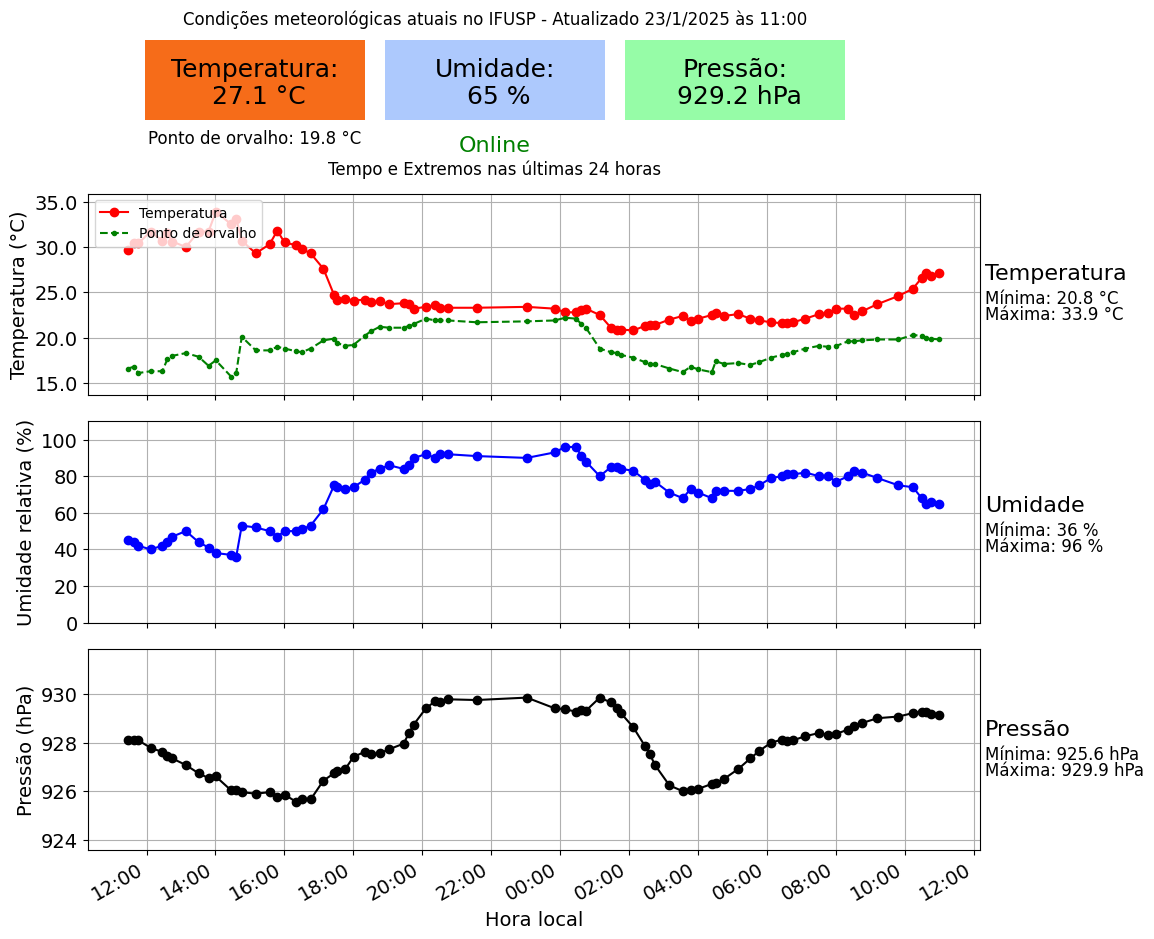 Condições meteorológicas atuais no IFUSP - Atualizado 23/1/2025 às 11:00
Temperatura:
27.1 °C
Umidade:
65 %
Pressão:
929.2 hPa
Ponto de orvalho: 19.8 °C
Online
Tempo e Extremos nas últimas 24 horas
Temperatura (°C)
35.0
30.0
25.0
20.0
15.0
Temperatura
Ponto de orvalho
Temperatura
Mínima: 20.8 °C
Máxima: 33.9 °C
Umidade relativa (%)
100
80
60
40
20
0
Umidade
Mínima: 36 %
Máxima: 96 %
Pressão (hPa)
930
928
926
924
Pressão
Mínima: 925.6 hPa
Máxima: 929.9 hPa
12:00 14:00 16:00 18:00 20:00 22:00 00:00 02:00 04:00 06:00 08:00 10:00 12:00
Hora local